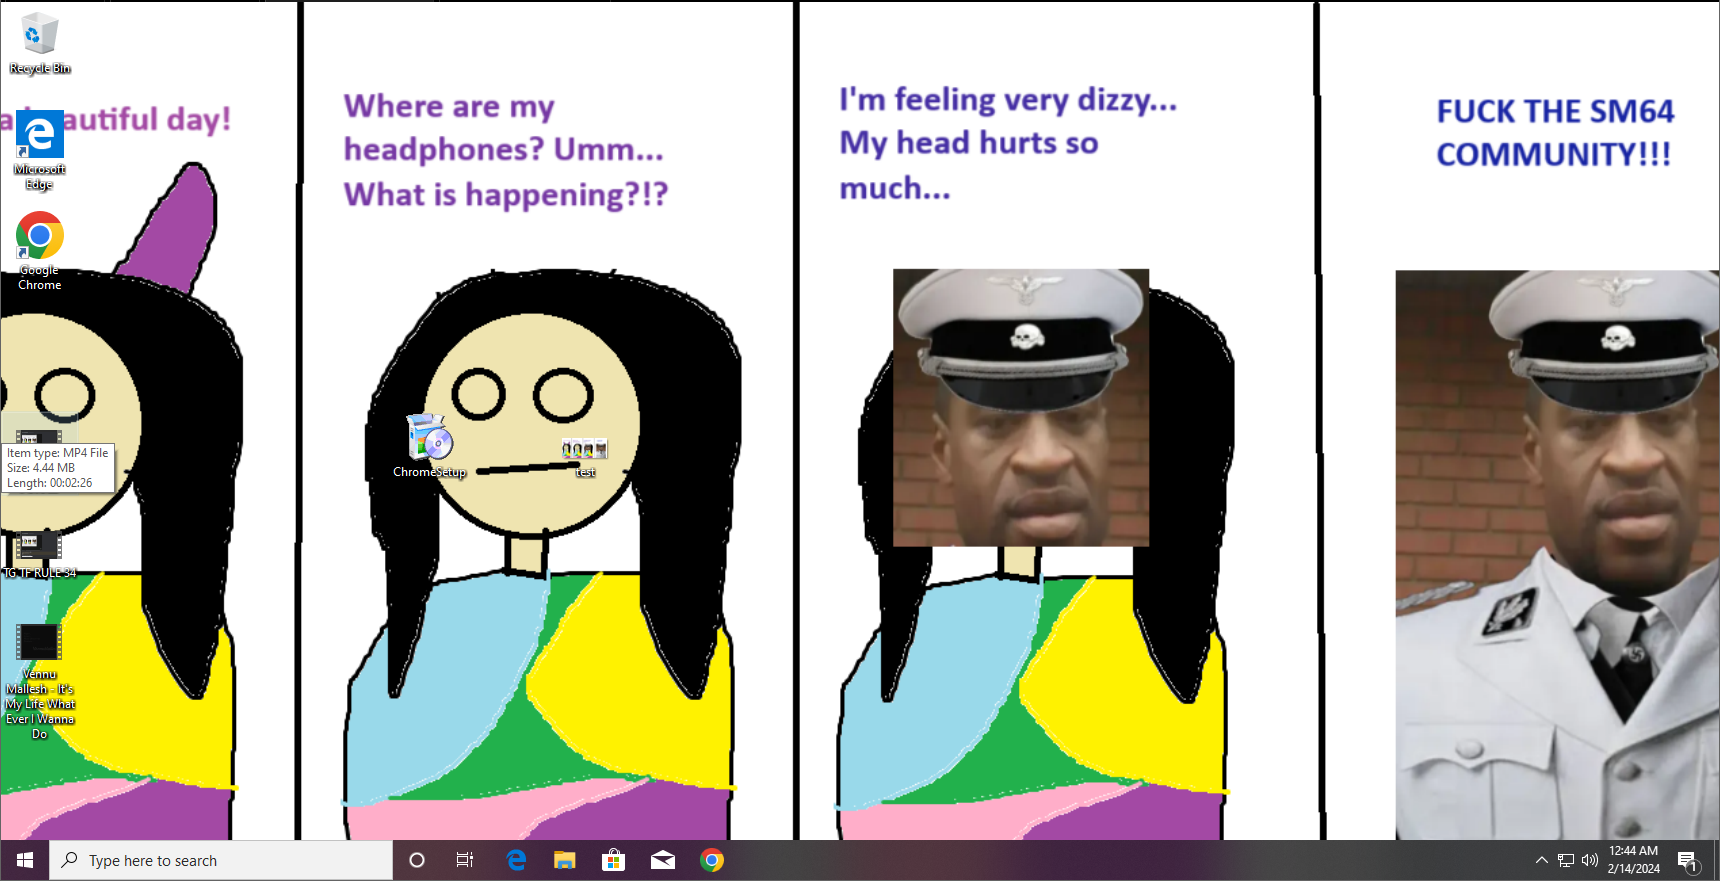 Recycle Bin
autiful day!
Microsoft
Edge
Google
Chrome
Where are my
headphones? Umm...
What is happening?!?
I'm feeling very dizzy...
My head hurts so
much...
FUCK THE SM64
COMMUNITY!!!
Item type: MP4 File
Size: 4.44 MB
Length: 00:02:26
ChromeSetup
test
TG TF RULE 34
Vennu
Mallesh - It's
My Life What
Ever I Wanna
Do
Type here to search
12:44 AM
2/14/2024
1